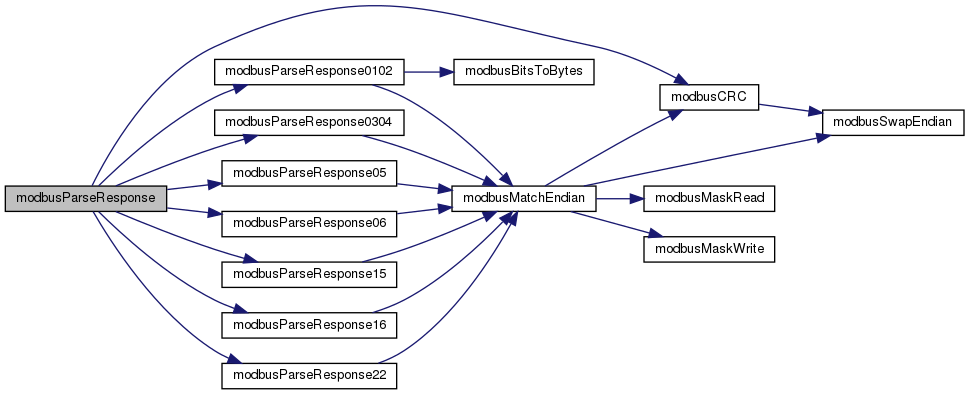 modbusParseResponse
modbusParseResponse0102
modbusParseResponse0304
modbusParseResponse05
modbusParseResponse06
modbusParseResponse15
modbusParseResponse16
modbusParseResponse22
modbusBitsToBytes
modbusMatchEndian
modbusCRC
modbusMaskRead
modbusMaskWrite
modbusSwapEndian